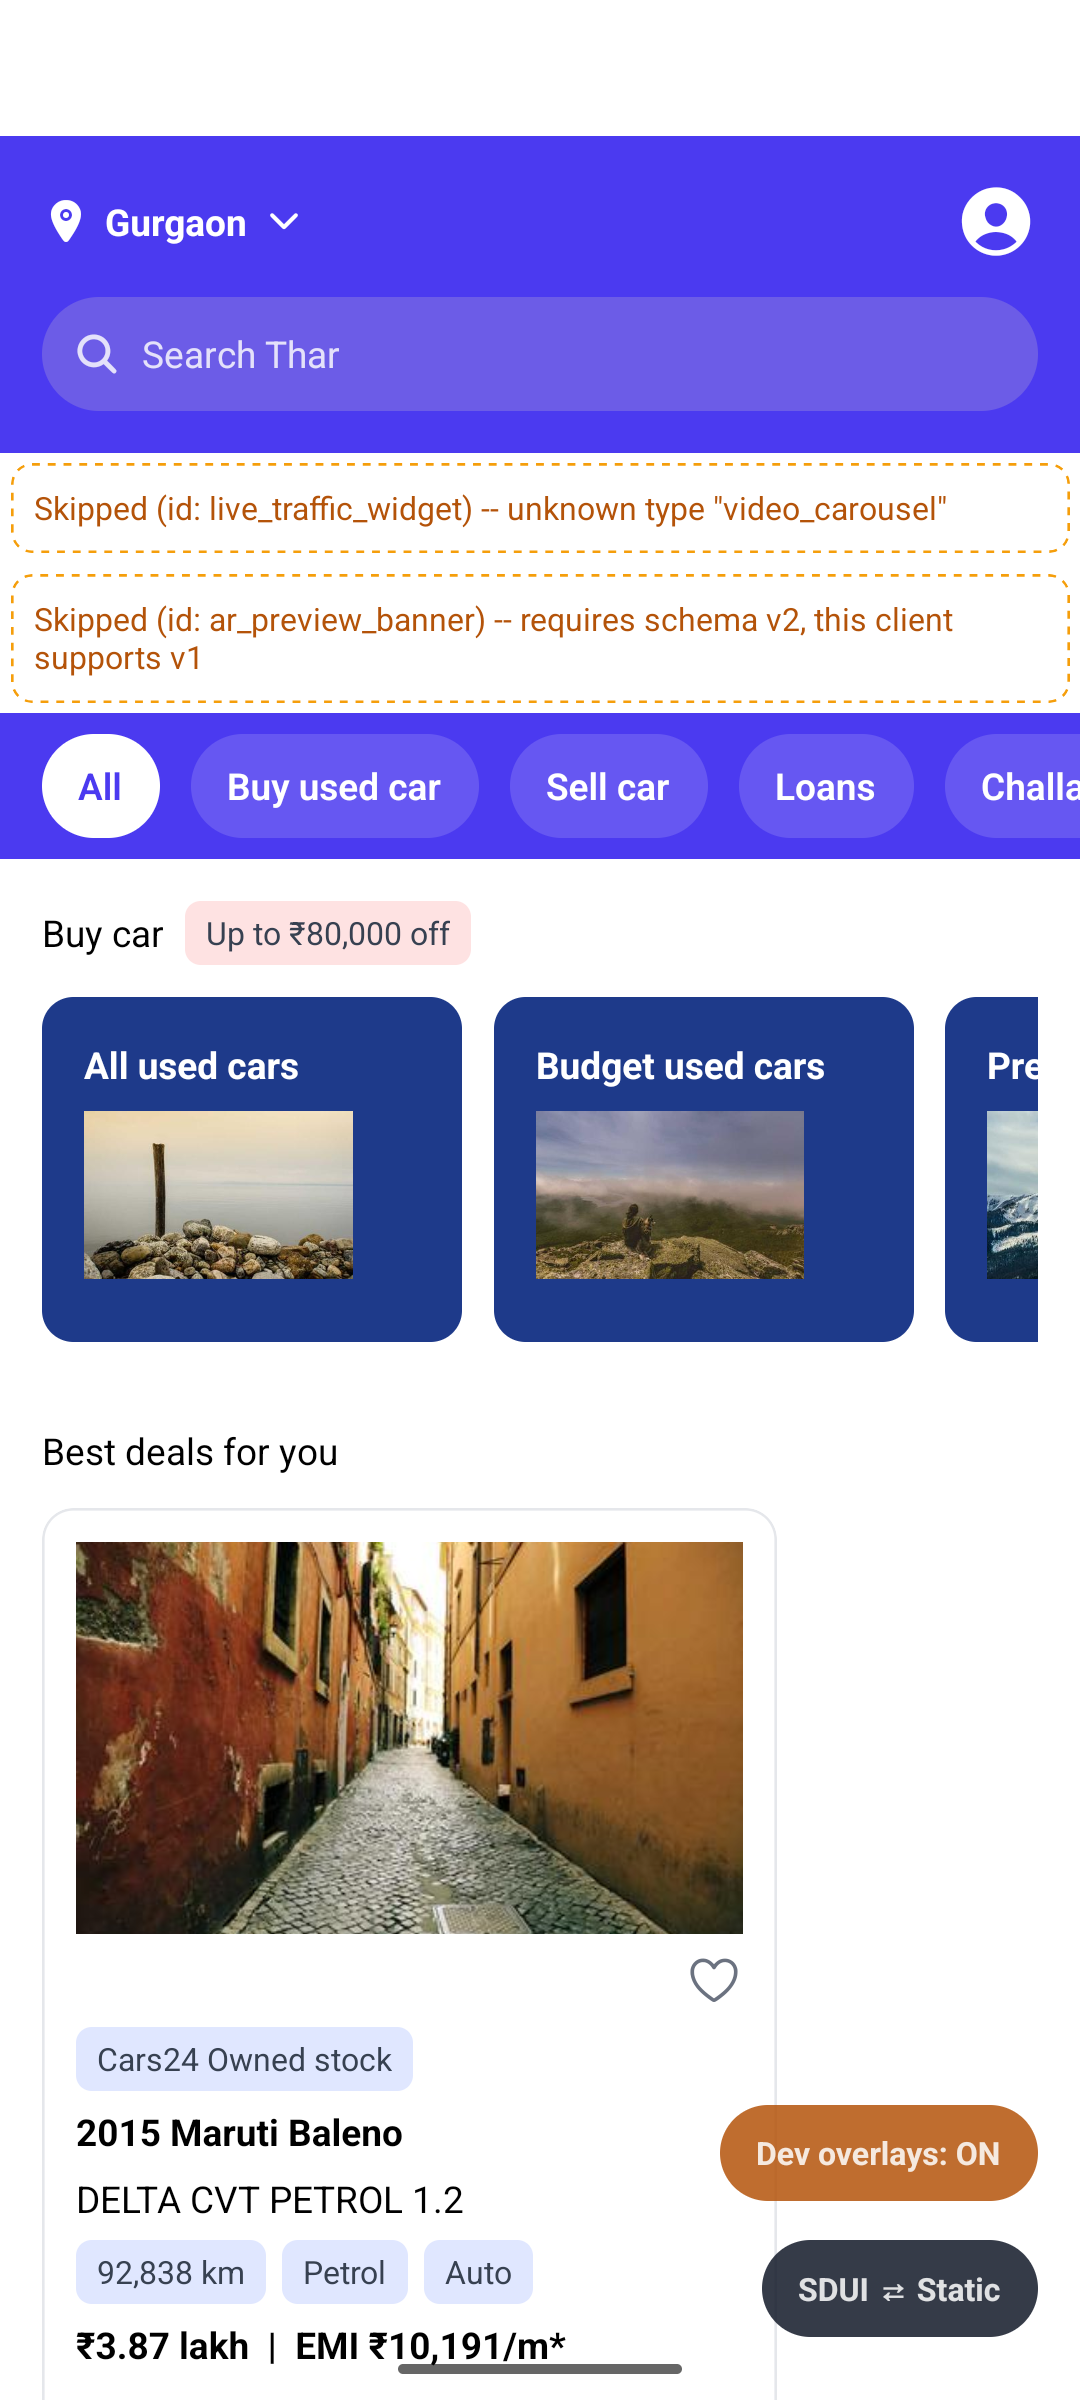 Gurgaon
Search Thar
Skipped (id: live_traffic_widget) -- unknown type "video_carousel"
Skipped (id: ar_preview_banner) -- requires schema v2, this client
supports v1
All
Buy used car
Sell car
Loans
Challa
Buy car
Up to ₹80,000 off
All used cars
Budget used cars
Pre
Best deals for you
Cars24 Owned stock
2015 Maruti Baleno
DELTA CVT PETROL 1.2
92,838 km
Petrol
Auto
₹3.87 lakh | EMI ₹10,191/m*
Dev overlays: ON
SDUI ⇄ Static